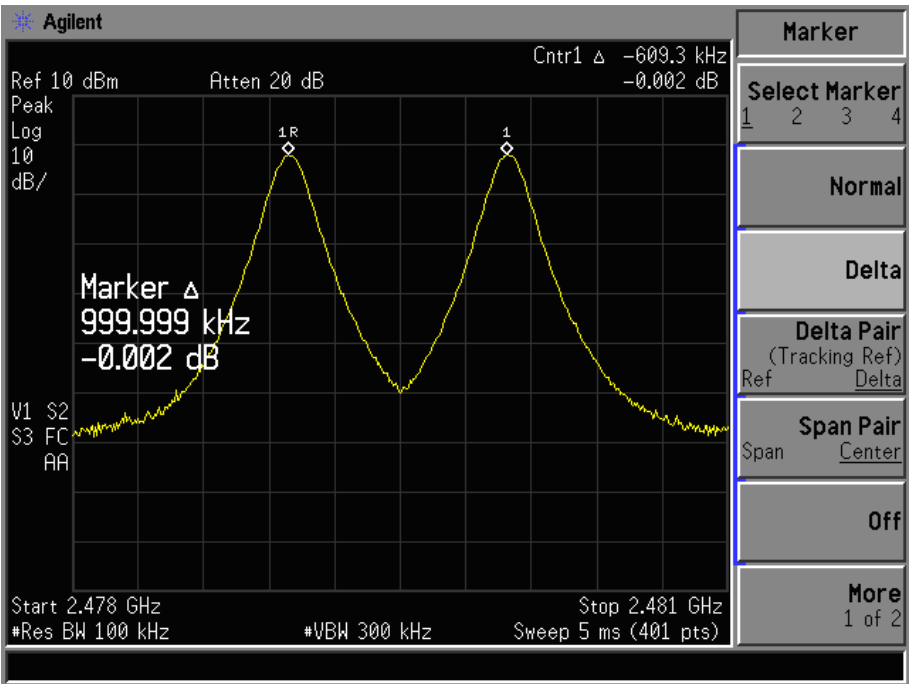 Agilent
Cntr1 Δ -609.3 kHz
Ref 10 dBm Atten 20 dB -0.002 dB
Peak
Log
10
dB/
1R 1
Marker Δ
999.999 kHz
-0.002 dB
V1 S2
S3 FC
AA
Start 2.478 GHz Stop 2.481 GHz
#Res BW 100 kHz #VBW 300 kHz Sweep 5 ms (401 pts)
Marker
Select Marker
1 2 3 4
Normal
Delta
Delta Pair
(Tracking Ref)
Ref Delta
Span Pair
Span Center
Off
More
1 of 2